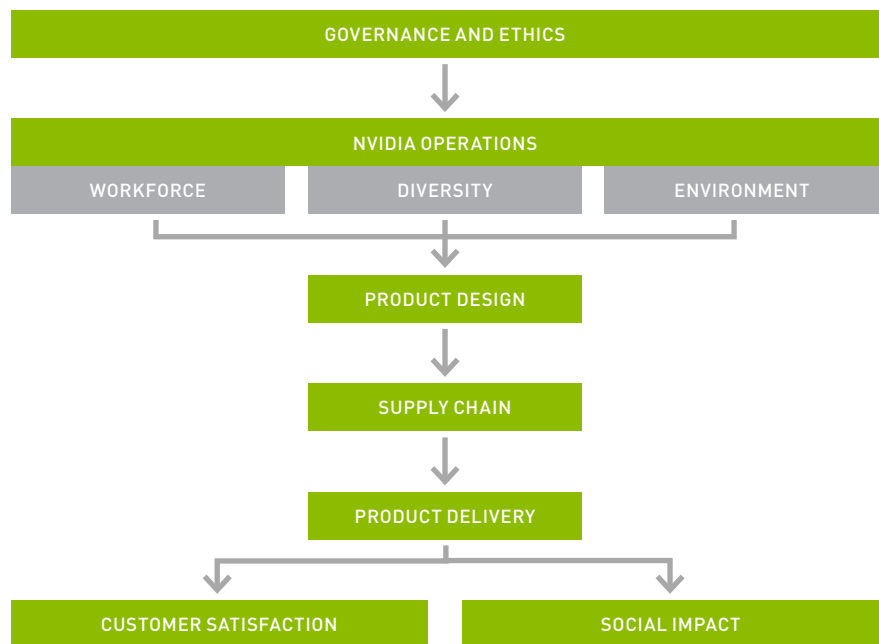 GOVERNANCE AND ETHICS
NVIDIA OPERATIONS
WORKFORCE
DIVERSITY
ENVIRONMENT
PRODUCT DESIGN
SUPPLY CHAIN
PRODUCT DELIVERY
CUSTOMER SATISFACTION
SOCIAL IMPACT